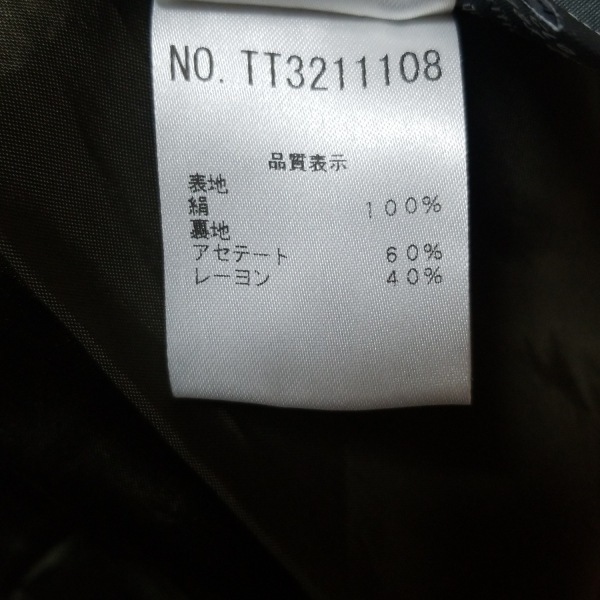 NO. TT3211108
品質表示
表地
絹 100%
裏地
アセテート 60%
レーヨン 40%